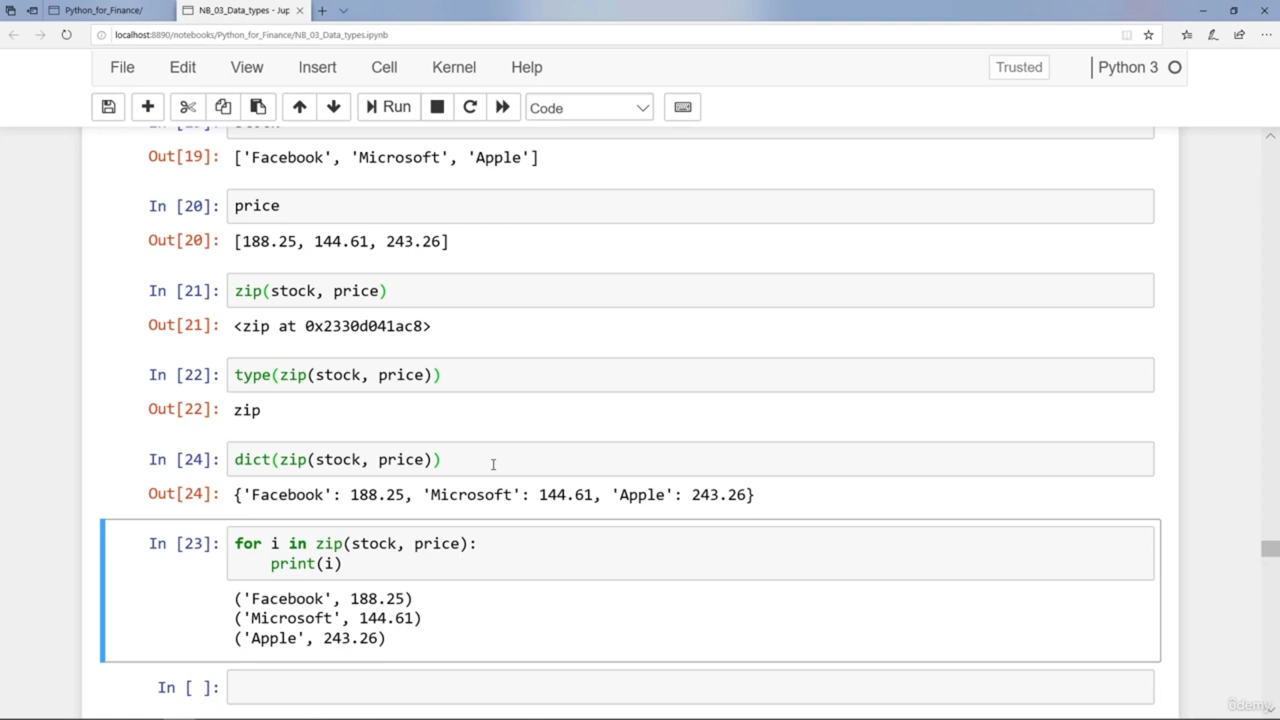 Python_for_Finance/
NB_03_Data_types - Jup
localhost:8890/notebooks/Python_for_Finance/NB_03_Data_types.ipynb
File Edit View Insert Cell Kernel Help Trusted Python 3
Run Code
Out[19]: ['Facebook', 'Microsoft', 'Apple']
In [20]: price
Out[20]: [188.25, 144.61, 243.26]
In [21]: zip(stock, price)
Out[21]: <zip at 0x2330d041ac8>
In [22]: type(zip(stock, price))
Out[22]: zip
In [24]: dict(zip(stock, price))
Out[24]: {'Facebook': 188.25, 'Microsoft': 144.61, 'Apple': 243.26}
In [23]: for i in zip(stock, price):
print(i)
('Facebook', 188.25)
('Microsoft', 144.61)
('Apple', 243.26)
In [ ]:
ûdemy